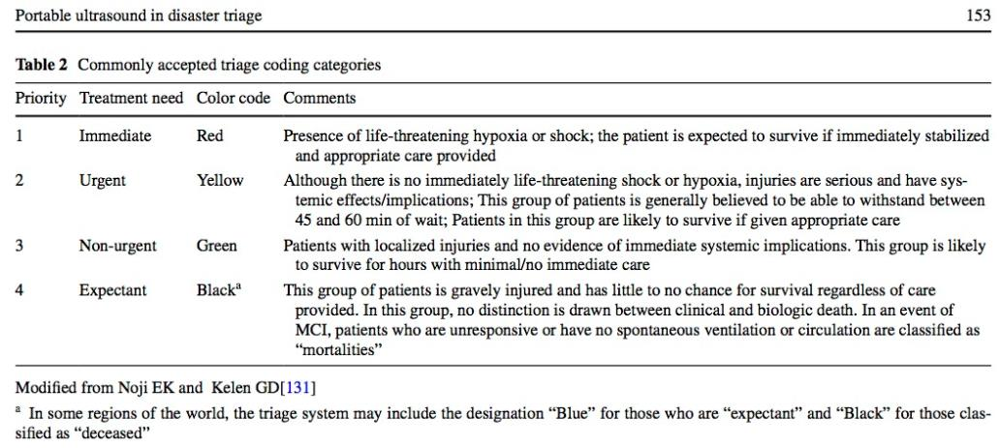 Portable ultrasound in disaster triage 153
Table 2 Commonly accepted triage coding categories
Priority Treatment need Color code Comments
1 Immediate Red Presence of life-threatening hypoxia or shock; the patient is expected to survive if immediately stabilized
and appropriate care provided
2 Urgent Yellow Although there is no immediately life-threatening shock or hypoxia, injuries are serious and have sys-
temic effects/implications; This group of patients is generally believed to be able to withstand between
45 and 60 min of wait; Patients in this group are likely to survive if given appropriate care
3 Non-urgent Green Patients with localized injuries and no evidence of immediate systemic implications. This group is likely
to survive for hours with minimal/no immediate care
4 Expectant Blackª This group of patients is gravely injured and has little to no chance for survival regardless of care
provided. In this group, no distinction is drawn between clinical and biologic death. In an event of
MCI, patients who are unresponsive or have no spontaneous ventilation or circulation are classified as
“mortalities”
Modified from Noji EK and Kelen GD[131]
ª In some regions of the world, the triage system may include the designation “Blue” for those who are “expectant” and “Black” for those clas-
sified as “deceased”